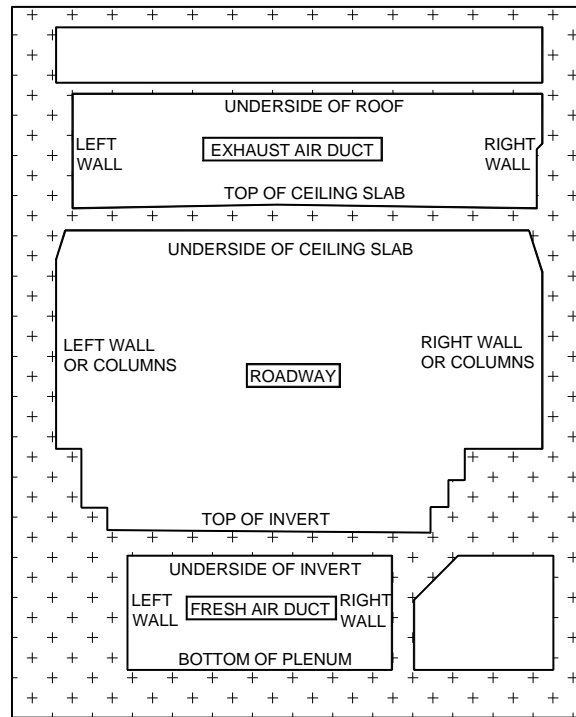 UNDERSIDE OF ROOF
LEFT
WALL
EXHAUST AIR DUCT
RIGHT
WALL
TOP OF CEILING SLAB
UNDERSIDE OF CEILING SLAB
LEFT WALL
OR COLUMNS
RIGHT WALL
OR COLUMNS
ROADWAY
TOP OF INVERT
UNDERSIDE OF INVERT
LEFT
WALL
FRESH AIR DUCT
RIGHT
WALL
BOTTOM OF PLENUM